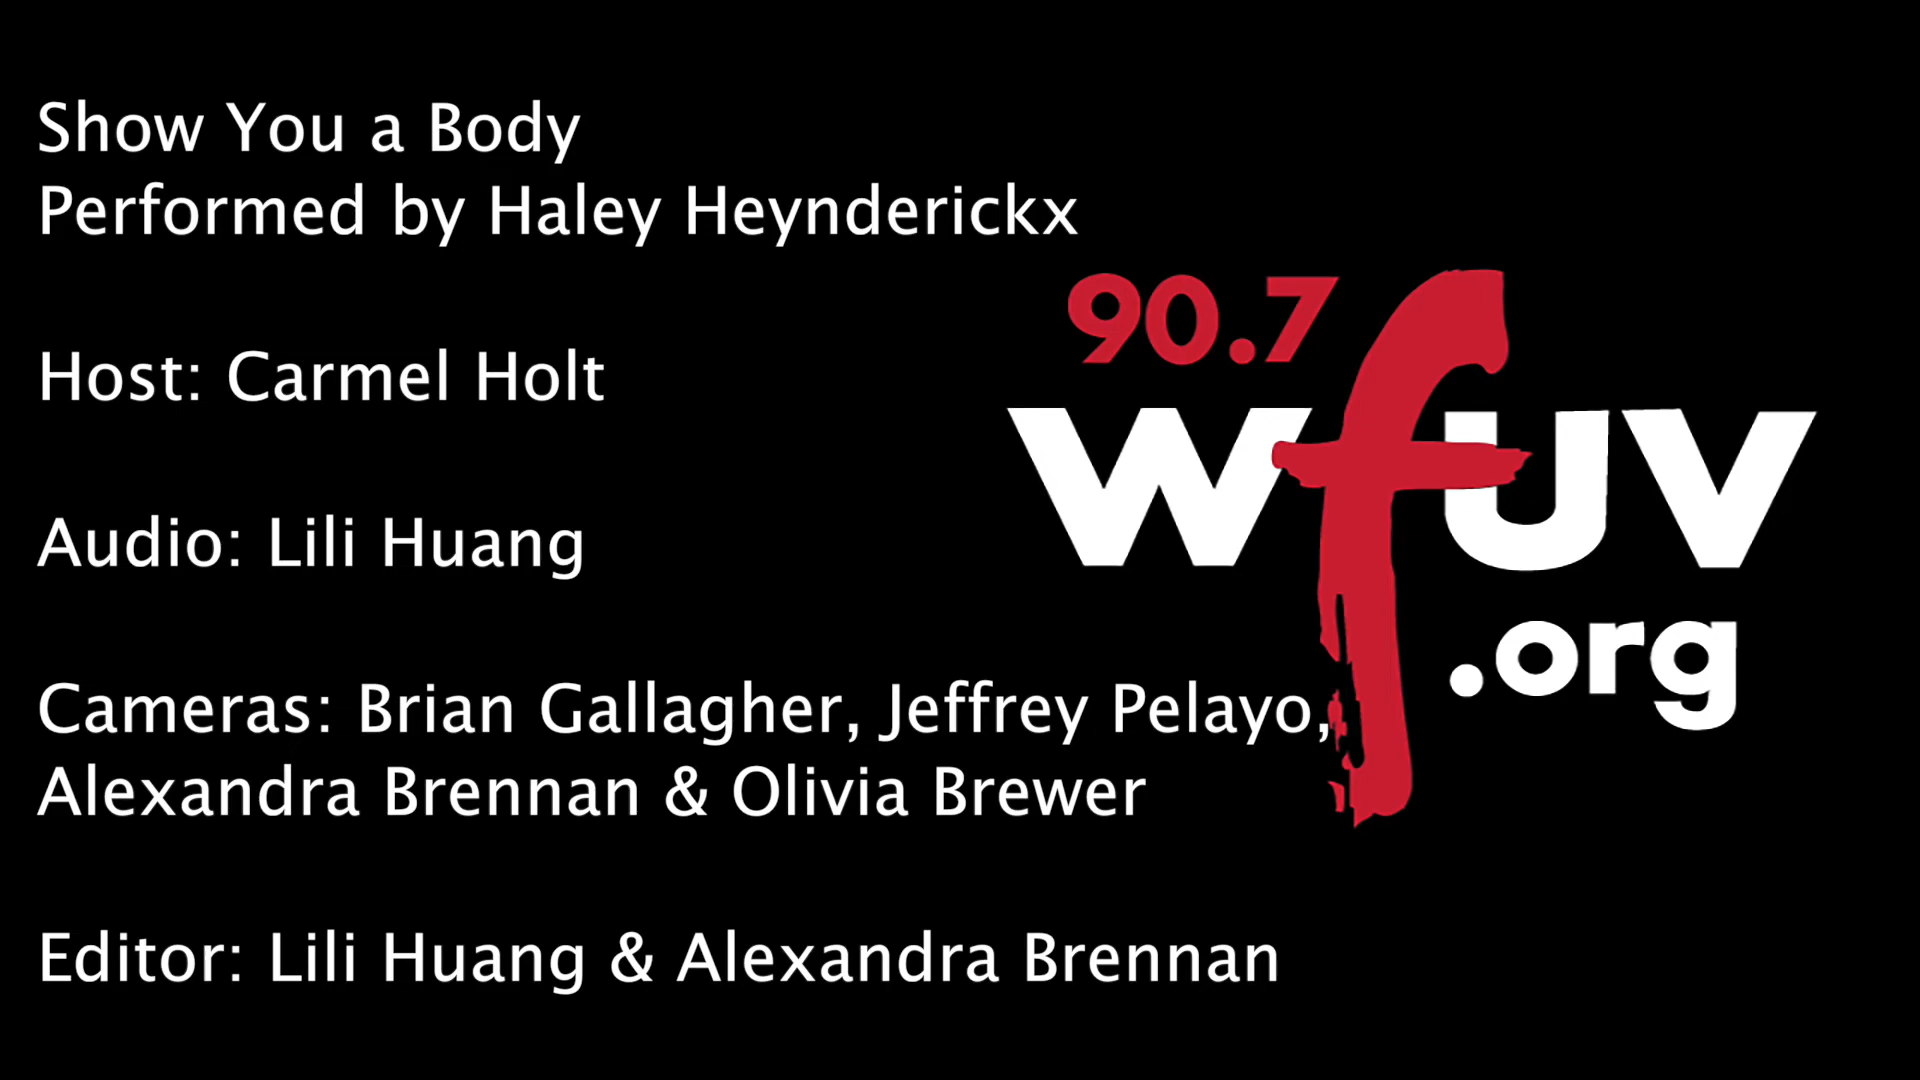 Show You a Body
Performed by Haley Heynderickx
Host: Carmel Holt
Audio: Lili Huang
Cameras: Brian Gallagher, Jeffrey Pelayo,
Alexandra Brennan & Olivia Brewer
Editor: Lili Huang & Alexandra Brennan
90.7
wfuv
.org